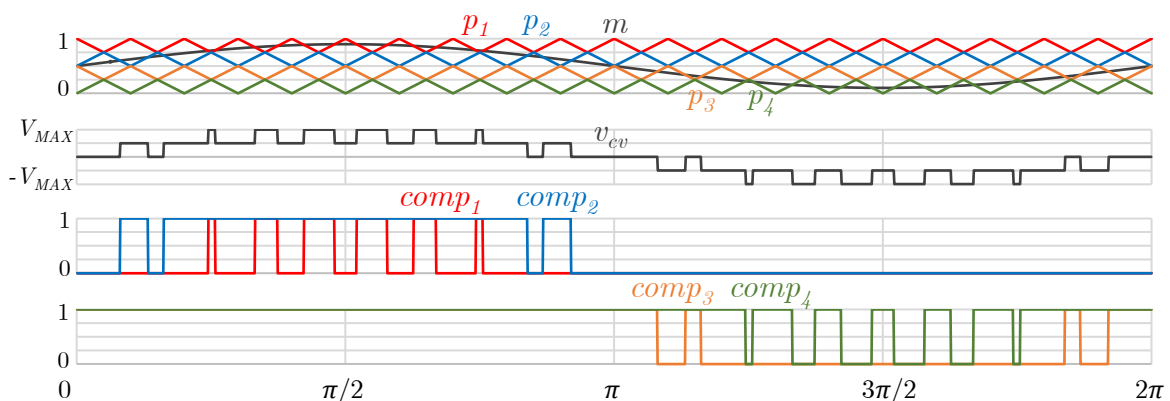 p1 p2 m
1
0
p3 p4
VMAX
vcv
-VMAX
comp1 comp2
1
0
comp3 comp4
1
0
0 π/2 π 3π/2 2π